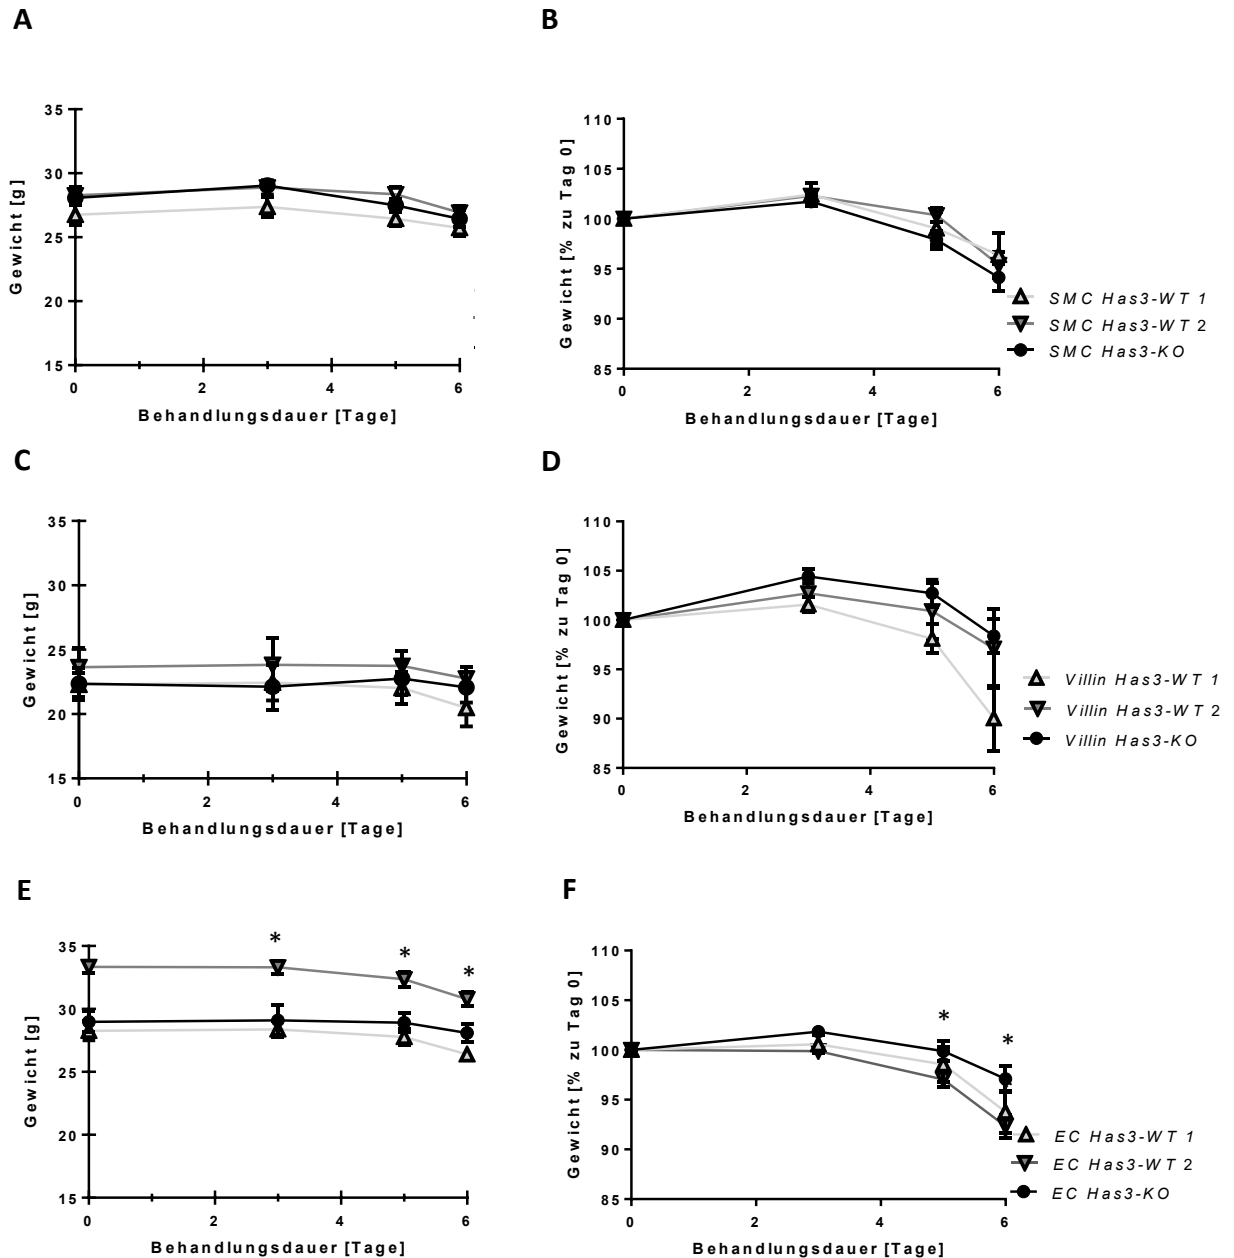 A
35
30
25
20
15
Gewicht [g]
0 2 4 6
Behandlungsdauer [Tage]
B
110
105
100
95
90
85
Gewicht [% zu Tag 0]
0 2 4 6
Behandlungsdauer [Tage]
SMC Has3-WT 1
SMC Has3-WT 2
SMC Has3-KO
C
35
30
25
20
15
Gewicht [g]
0 2 4 6
Behandlungsdauer [Tage]
D
110
105
100
95
90
85
Gewicht [% zu Tag 0]
0 2 4 6
Behandlungsdauer [Tage]
Villin Has3-WT 1
Villin Has3-WT 2
Villin Has3-KO
E
35
30
25
20
15
Gewicht [g]
* * *
0 2 4 6
Behandlungsdauer [Tage]
F
110
105
100
95
90
85
Gewicht [% zu Tag 0]
* *
0 2 4 6
Behandlungsdauer [Tage]
EC Has3-WT 1
EC Has3-WT 2
EC Has3-KO